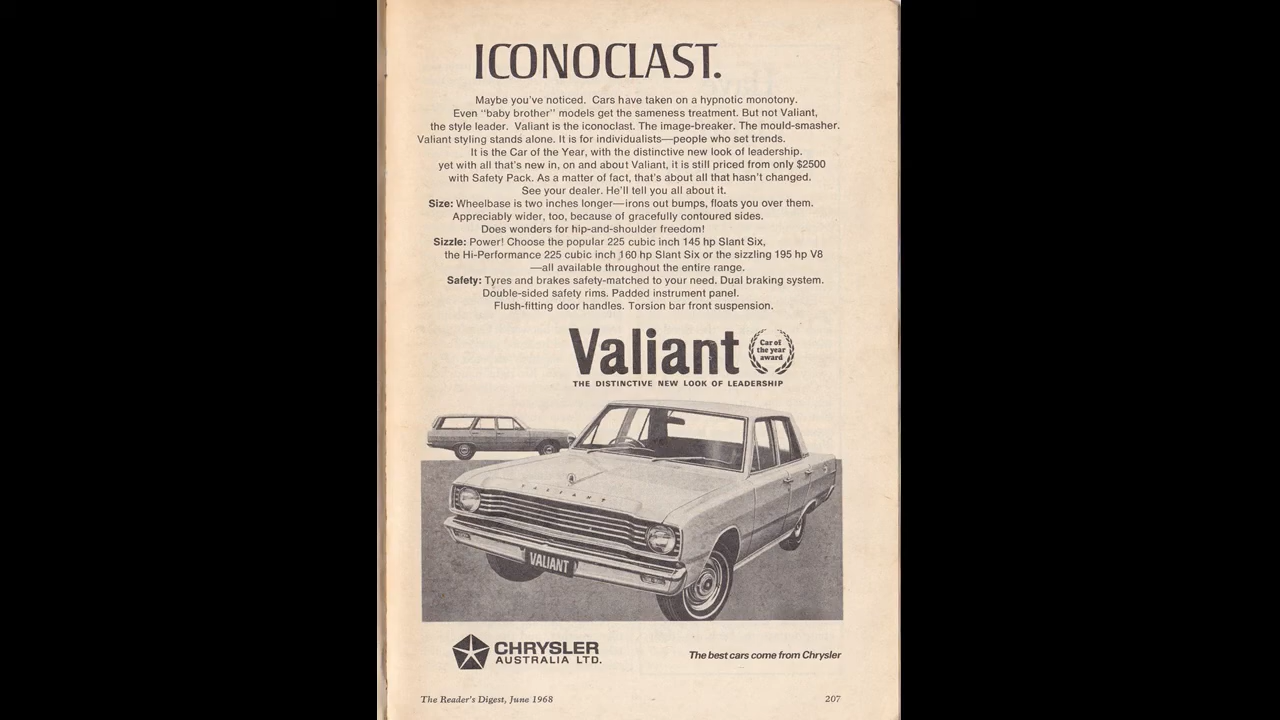 ICONOCLAST.
Maybe you've noticed. Cars have taken on a hypnotic monotony.
Even "baby brother" models get the sameness treatment. But not Valiant,
the style leader. Valiant is the iconoclast. The image-breaker. The mould-smasher.
Valiant styling stands alone. It is for individualists—people who set trends.
It is the Car of the Year, with the distinctive new look of leadership.
yet with all that's new in, on and about Valiant, it is still priced from only $2500
with Safety Pack. As a matter of fact, that's about all that hasn't changed.
See your dealer. He'll tell you all about it.
Size: Wheelbase is two inches longer—irons out bumps, floats you over them.
Appreciably wider, too, because of gracefully contoured sides.
Does wonders for hip-and-shoulder freedom!
Sizzle: Power! Choose the popular 225 cubic inch 145 hp Slant Six,
the Hi-Performance 225 cubic inch 160 hp Slant Six or the sizzling 195 hp V8
—all available throughout the entire range.
Safety: Tyres and brakes safety-matched to your need. Dual braking system.
Double-sided safety rims. Padded instrument panel.
Flush-fitting door handles. Torsion bar front suspension.
Valiant
Car of
the year
award
THE DISTINCTIVE NEW LOOK OF LEADERSHIP
VALIANT
VALIANT
CHRYSLER
AUSTRALIA LTD.
The best cars come from Chrysler
The Reader's Digest, June 1968
207